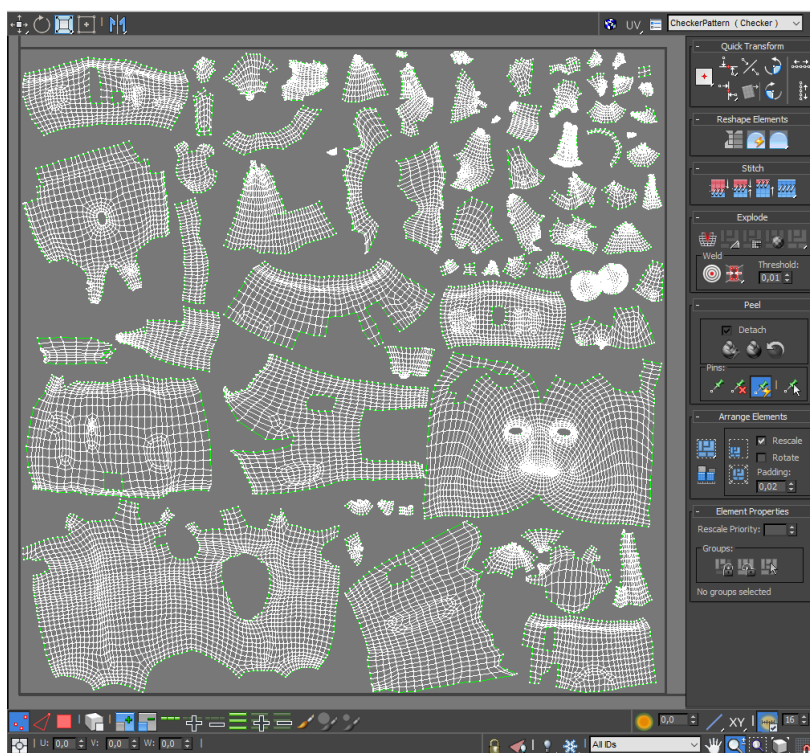 UV
CheckerPattern ( Checker )
- Quick Transform
- Reshape Elements
- Stitch
- Explode
Weld
Threshold:
0,01
- Peel
Detach
Pins:
- Arrange Elements
Rescale
Rotate
Padding:
0,02
- Element Properties
Rescale Priority:
Groups:
No groups selected
0,0
XY
16
U: 0,0 V: 0,0 W: 0,0
All IDs